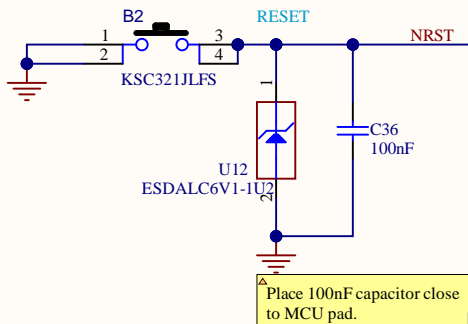 B2
RESET
1
2
3
4
NRST
KSC321JLFS
1
C36
100nF
U12
ESDALC6V1-1U2
2
Place 100nF capacitor close
to MCU pad.